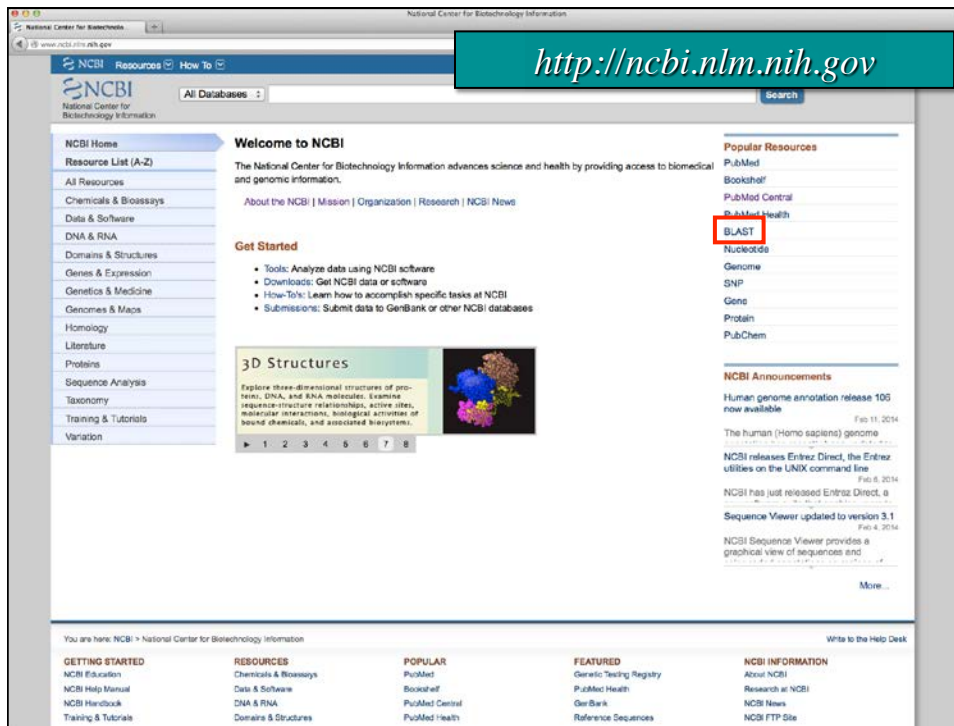 National Center for Biotechnology Information
National Center for Biotechnolo...
www.ncbi.nlm.nih.gov
http://ncbi.nlm.nih.gov
NCBI Resources How To
NCBI
National Center for
Biotechnology Information
All Databases
Search
NCBI Home
Resource List (A-Z)
All Resources
Chemicals & Bioassays
Data & Software
DNA & RNA
Domains & Structures
Genes & Expression
Genetics & Medicine
Genomes & Maps
Homology
Literature
Proteins
Sequence Analysis
Taxonomy
Training & Tutorials
Variation
Welcome to NCBI
The National Center for Biotechnology Information advances science and health by providing access to biomedical
and genomic information.
About the NCBI | Mission | Organization | Research | NCBI News
Get Started
• Tools: Analyze data using NCBI software
• Downloads: Get NCBI data or software
• How-To's: Learn how to accomplish specific tasks at NCBI
• Submissions: Submit data to GenBank or other NCBI databases
3D Structures
Explore three-dimensional structures of pro-
teins, DNA, and RNA molecules. Examine
sequence-structure relationships, active sites,
molecular interactions, biological activities of
bound chemicals, and associated biosystems.
1 2 3 4 5 6 7 8
Popular Resources
PubMed
Bookshelf
PubMed Central
PubMed Health
BLAST
Nucleotide
Genome
SNP
Gene
Protein
PubChem
NCBI Announcements
Human genome annotation release 106
now available
Feb 11, 2014
The human (Homo sapiens) genome
NCBI releases Entrez Direct, the Entrez
utilities on the UNIX command line
Feb 6, 2014
NCBI has just released Entrez Direct, a
Sequence Viewer updated to version 3.1
Feb 4, 2014
NCBI Sequence Viewer provides a
graphical view of sequences and
More...
You are here: NCBI > National Center for Biotechnology Information
Write to the Help Desk
GETTING STARTED
NCBI Education
NCBI Help Manual
NCBI Handbook
Training & Tutorials
RESOURCES
Chemicals & Bioassays
Data & Software
DNA & RNA
Domains & Structures
POPULAR
PubMed
Bookshelf
PubMed Central
PubMed Health
FEATURED
Genetic Testing Registry
PubMed Health
GenBank
Reference Sequences
NCBI INFORMATION
About NCBI
Research at NCBI
NCBI News
NCBI FTP Site